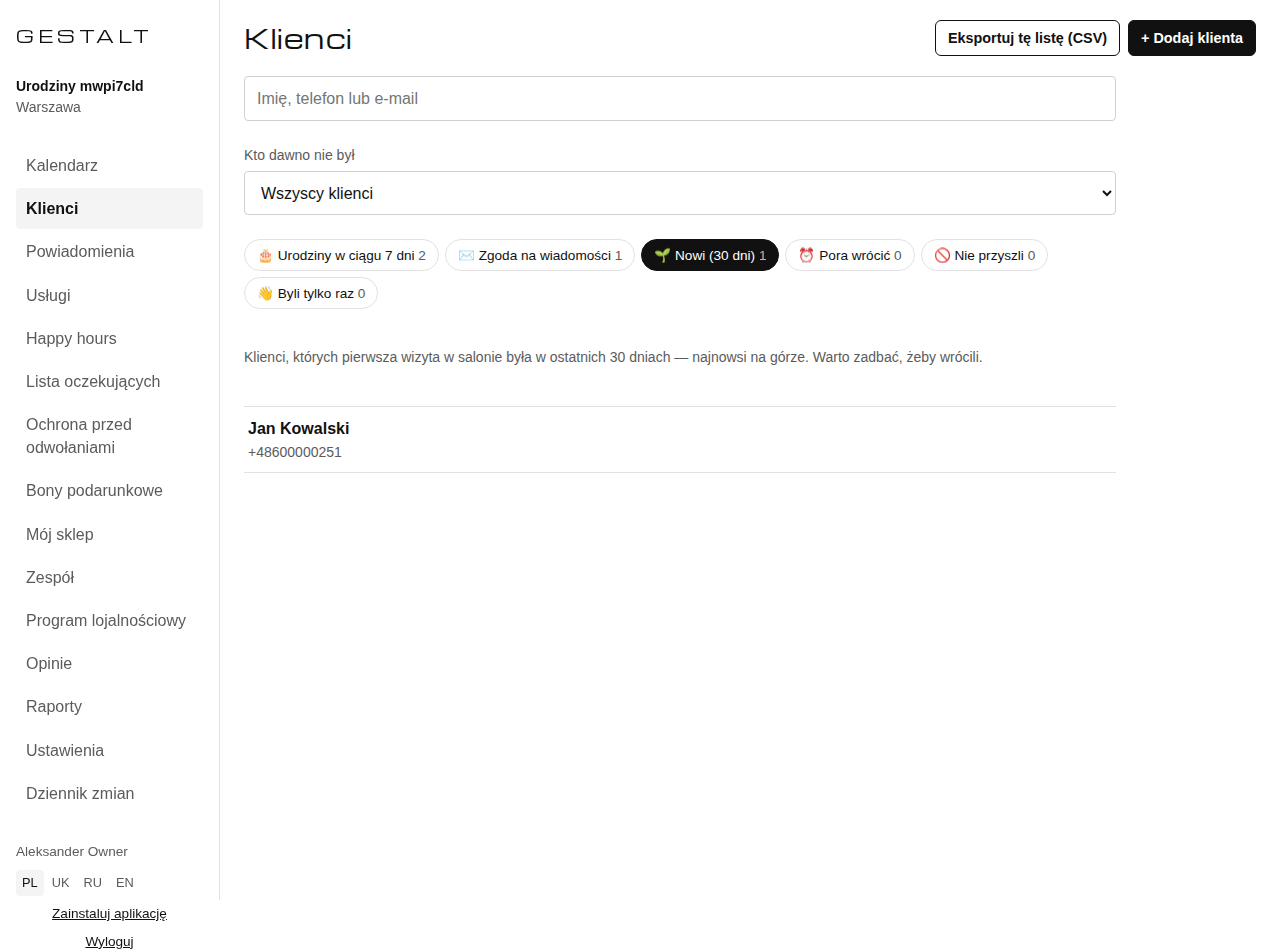 GESTALT
Urodziny mwpi7cld
Warszawa
Kalendarz
Klienci
Powiadomienia
Usługi
Happy hours
Lista oczekujących
Ochrona przed
odwołaniami
Bony podarunkowe
Mój sklep
Zespół
Program lojalnościowy
Opinie
Raporty
Ustawienia
Dziennik zmian
Aleksander Owner
PL UK RU EN
Zainstaluj aplikację
Wyloguj
Klienci
Eksportuj tę listę (CSV) + Dodaj klienta
Imię, telefon lub e-mail
Kto dawno nie był
Wszyscy klienci
🎂 Urodziny w ciągu 7 dni 2 ✉️ Zgoda na wiadomości 1 🌱 Nowi (30 dni) 1 ⏰ Pora wrócić 0 🚫 Nie przyszli 0
👋 Byli tylko raz 0
Klienci, których pierwsza wizyta w salonie była w ostatnich 30 dniach — najnowsi na górze. Warto zadbać, żeby wrócili.
Jan Kowalski
+48600000251